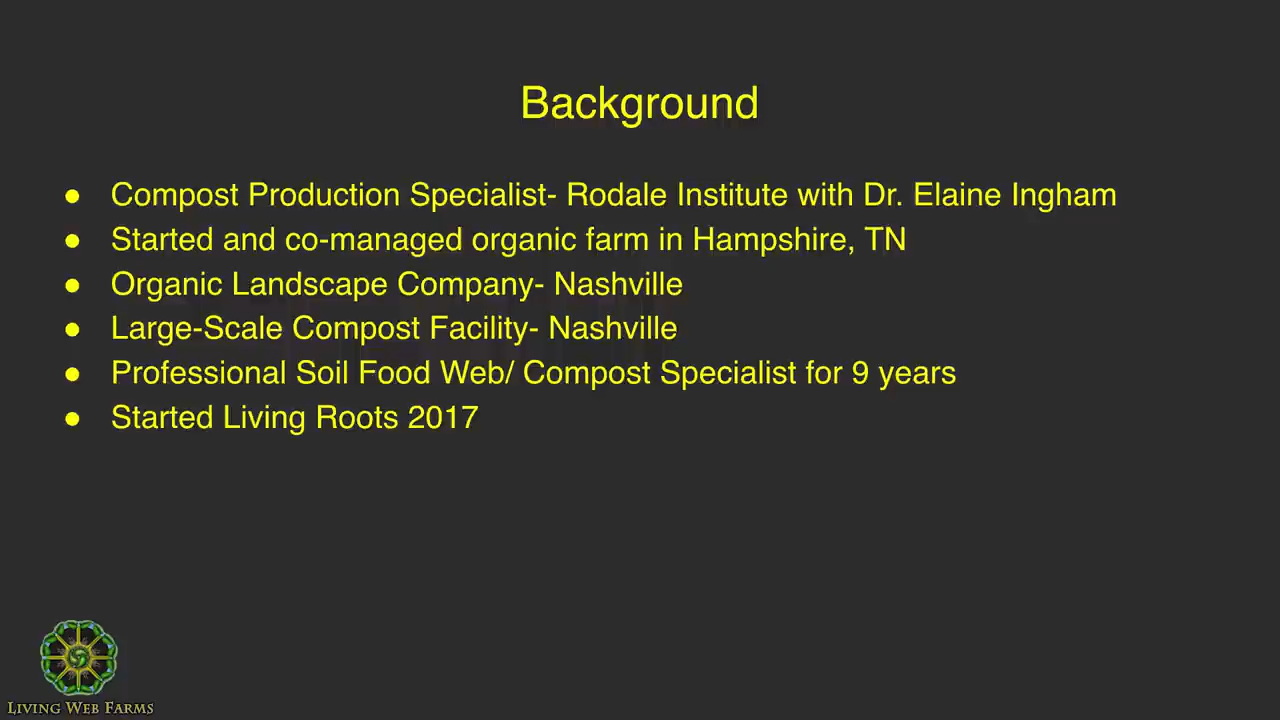 Background
● Compost Production Specialist- Rodale Institute with Dr. Elaine Ingham
● Started and co-managed organic farm in Hampshire, TN
● Organic Landscape Company- Nashville
● Large-Scale Compost Facility- Nashville
● Professional Soil Food Web/ Compost Specialist for 9 years
● Started Living Roots 2017
LIVING WEB FARMS